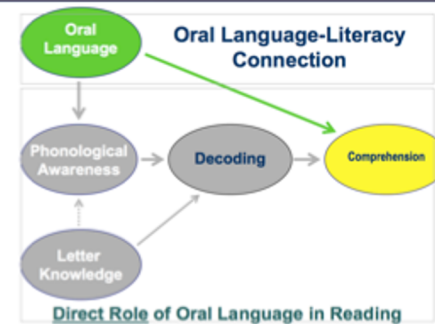 Oral
Language
Oral Language-Literacy
Connection
Phonological
Awareness
Decoding
Comprehension
Letter
Knowledge
Direct Role of Oral Language in Reading